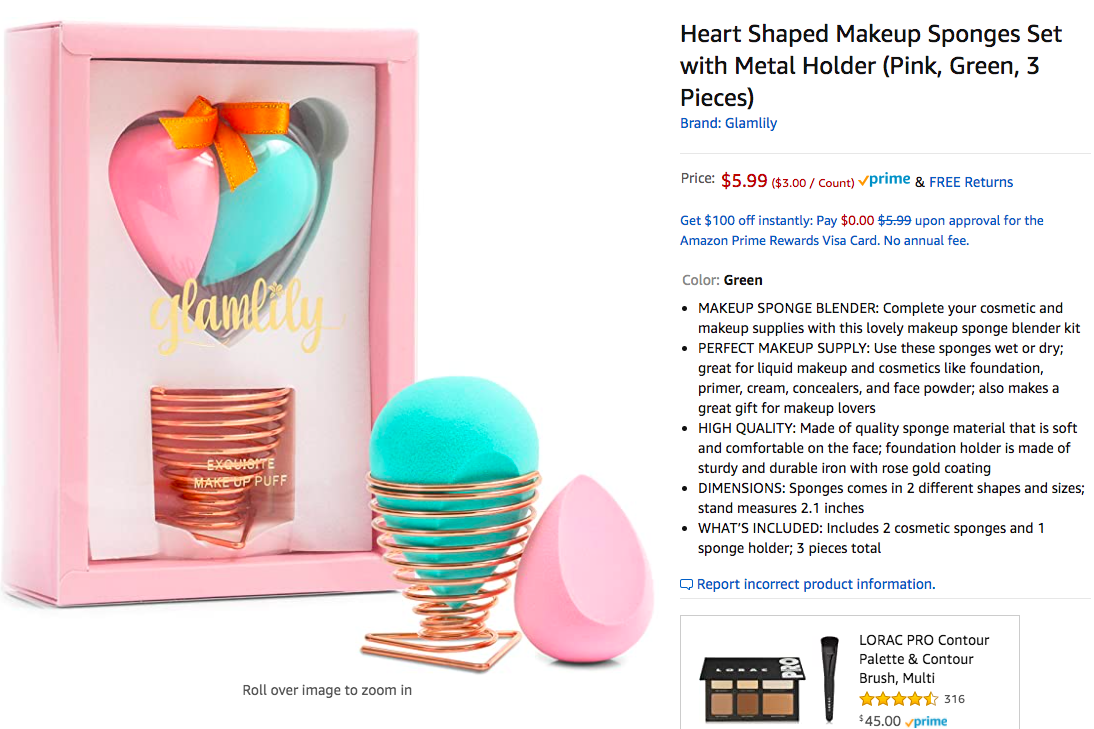 glamlily
EXQUISITE
MAKE UP PUFF
Roll over image to zoom in
Heart Shaped Makeup Sponges Set
with Metal Holder (Pink, Green, 3
Pieces)
Brand: Glamlily
Price: $5.99 ($3.00 / Count) prime & FREE Returns
Get $100 off instantly: Pay $0.00 $5.99 upon approval for the
Amazon Prime Rewards Visa Card. No annual fee.
Color: Green
• MAKEUP SPONGE BLENDER: Complete your cosmetic and
makeup supplies with this lovely makeup sponge blender kit
• PERFECT MAKEUP SUPPLY: Use these sponges wet or dry;
great for liquid makeup and cosmetics like foundation,
primer, cream, concealers, and face powder; also makes a
great gift for makeup lovers
• HIGH QUALITY: Made of quality sponge material that is soft
and comfortable on the face; foundation holder is made of
sturdy and durable iron with rose gold coating
• DIMENSIONS: Sponges comes in 2 different shapes and sizes;
stand measures 2.1 inches
• WHAT'S INCLUDED: Includes 2 cosmetic sponges and 1
sponge holder; 3 pieces total
Report incorrect product information.
LORAC PRO
LORAC PRO Contour
Palette & Contour
Brush, Multi
316
$45.00 prime